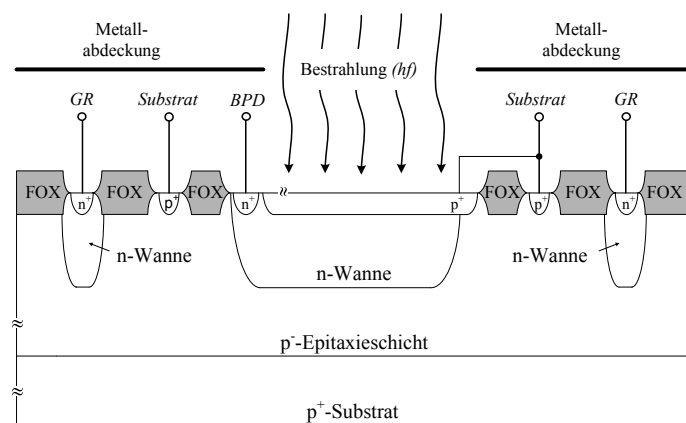 Metall-
abdeckung
Bestrahlung (hf)
Metall-
abdeckung
GR Substrat BPD Substrat GR
FOX n⁺ FOX p⁺ FOX n⁺ p⁺ FOX p⁺ FOX n⁺ FOX
n-Wanne n-Wanne n-Wanne
p⁻-Epitaxieschicht
p⁺-Substrat